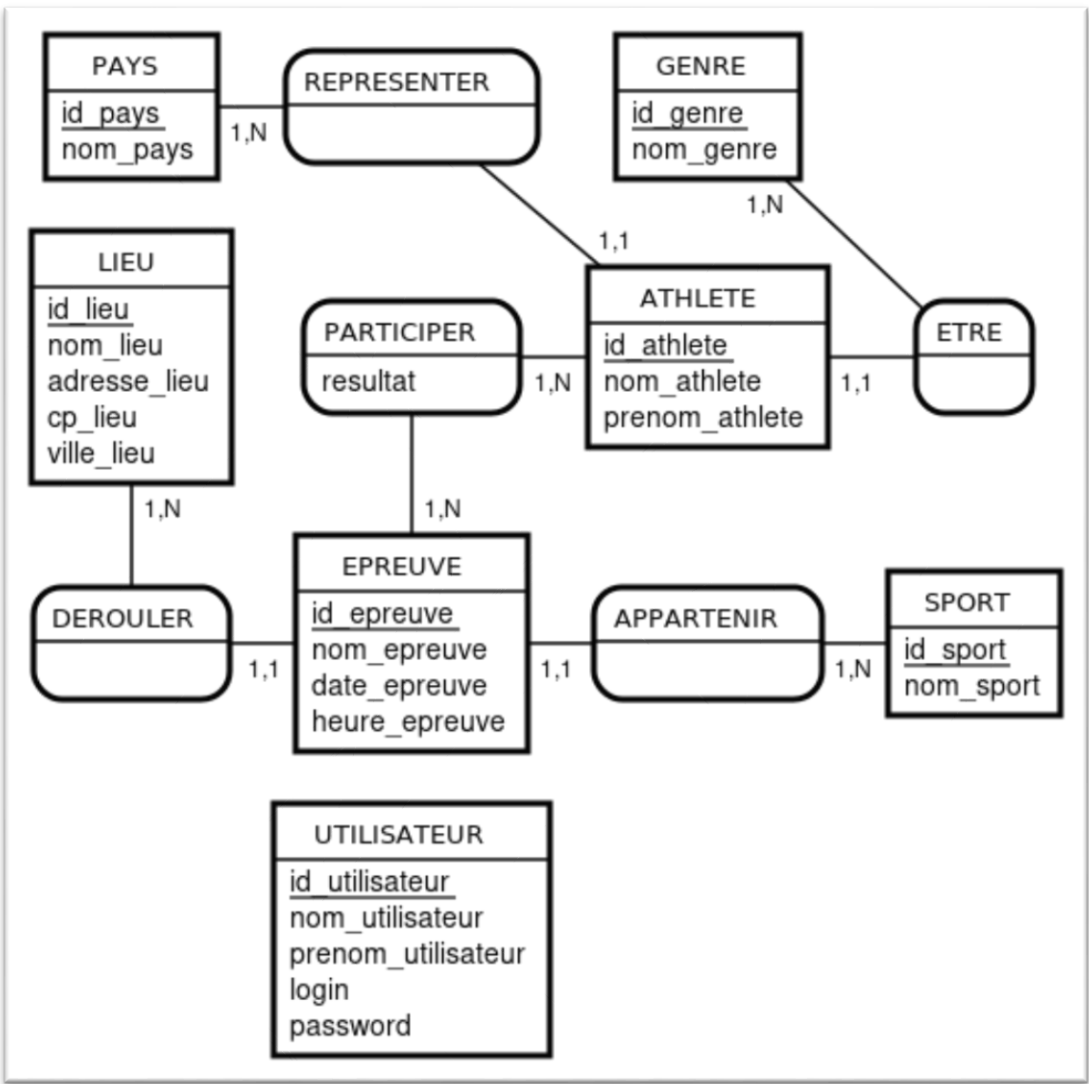 PAYS
id_pays
nom_pays
1,N
REPRESENTER
GENRE
id_genre
nom_genre
1,N
1,1
LIEU
id_lieu
nom_lieu
adresse_lieu
cp_lieu
ville_lieu
1,N
PARTICIPER
resultat
1,N
ATHLETE
id_athlete
nom_athlete
prenom_athlete
1,1
ETRE
1,N
DEROULER
1,1
EPREUVE
id_epreuve
nom_epreuve
date_epreuve
heure_epreuve
1,1
APPARTENIR
1,N
SPORT
id_sport
nom_sport
UTILISATEUR
id_utilisateur
nom_utilisateur
prenom_utilisateur
login
password